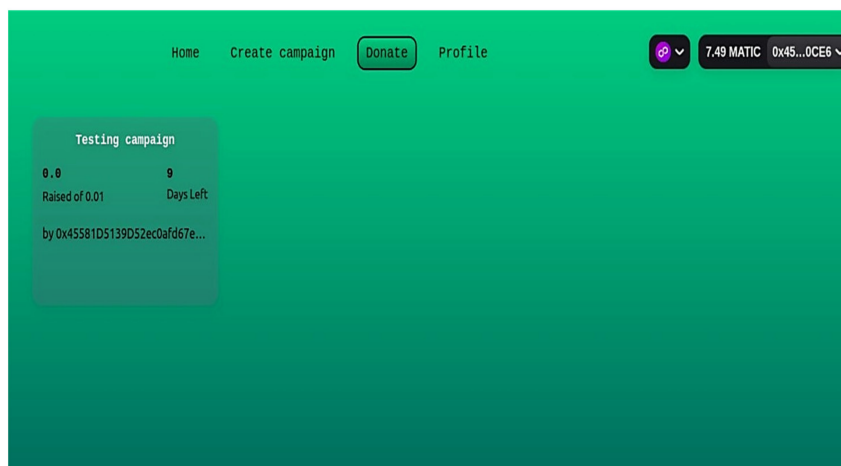 Home Create campaign Donate Profile 7.49 MATIC 0x45...0CE6
Testing campaign
0.0 9
Raised of 0.01 Days Left
by 0x45581D5139D52ec0afd67e...